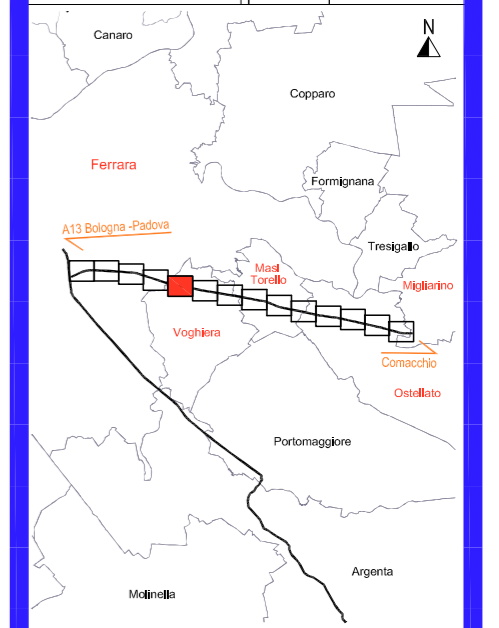 N
Canaro
Copparo
Ferrara
Formignana
A13 Bologna -Padova
Tresigallo
Masi
Torello
Migliarino
Voghiera
Comacchio
Ostellato
Portomaggiore
Argenta
Molinella